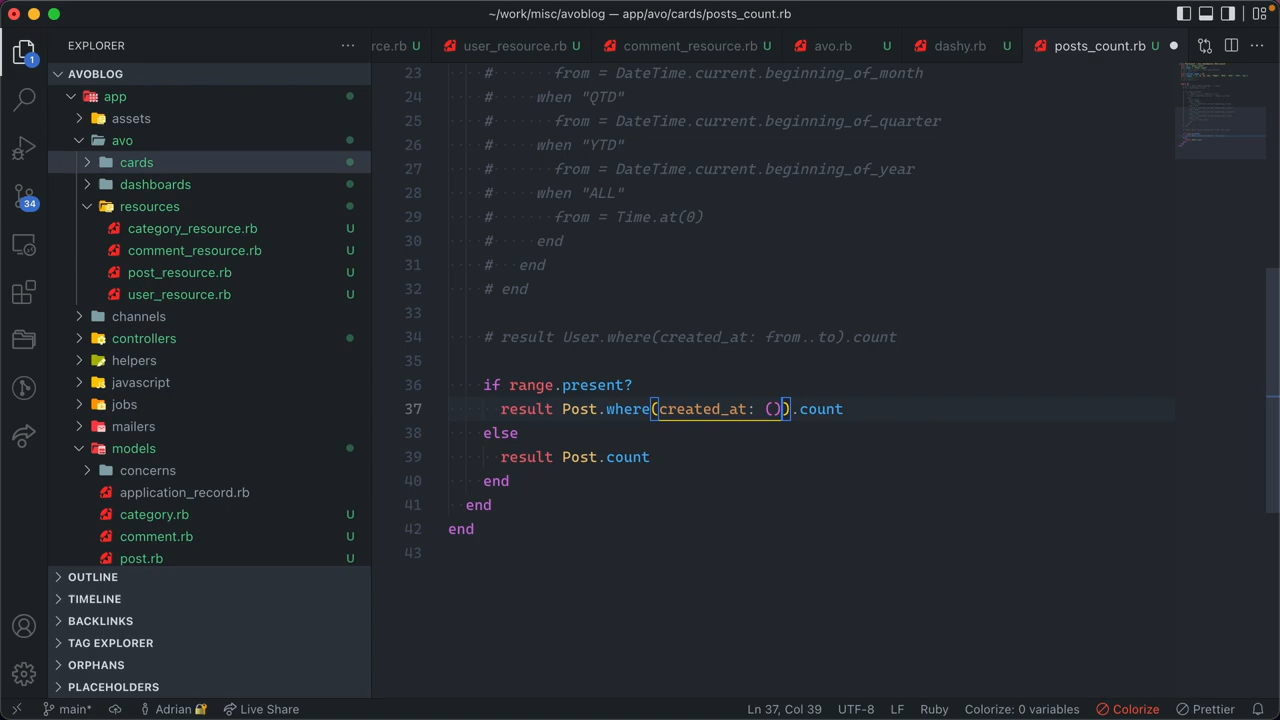 ~/work/misc/avoblog — app/avo/cards/posts_count.rb
1
34
EXPLORER
rce.rb U
user_resource.rb U
comment_resource.rb U
avo.rb U
dashy.rb U
posts_count.rb U
AVOBLOG
app
assets
avo
cards
dashboards
resources
category_resource.rb U
comment_resource.rb U
post_resource.rb U
user_resource.rb U
channels
controllers
helpers
javascript
jobs
mailers
models
concerns
application_record.rb
category.rb U
comment.rb U
post.rb U
OUTLINE
TIMELINE
BACKLINKS
TAG EXPLORER
ORPHANS
PLACEHOLDERS
23 # from = DateTime.current.beginning_of_month
24 # when "QTD"
25 # from = DateTime.current.beginning_of_quarter
26 # when "YTD"
27 # from = DateTime.current.beginning_of_year
28 # when "ALL"
29 # from = Time.at(0)
30 # end
31 # end
32 # end
33
34 # result User.where(created_at: from..to).count
35
36 if range.present?
37 result Post.where(created_at: ()).count
38 else
39 result Post.count
40 end
41 end
42 end
43
main*
Adrian 🔐
Live Share
Ln 37, Col 39
UTF-8
LF
Ruby
Colorize: 0 variables
Colorize
Prettier